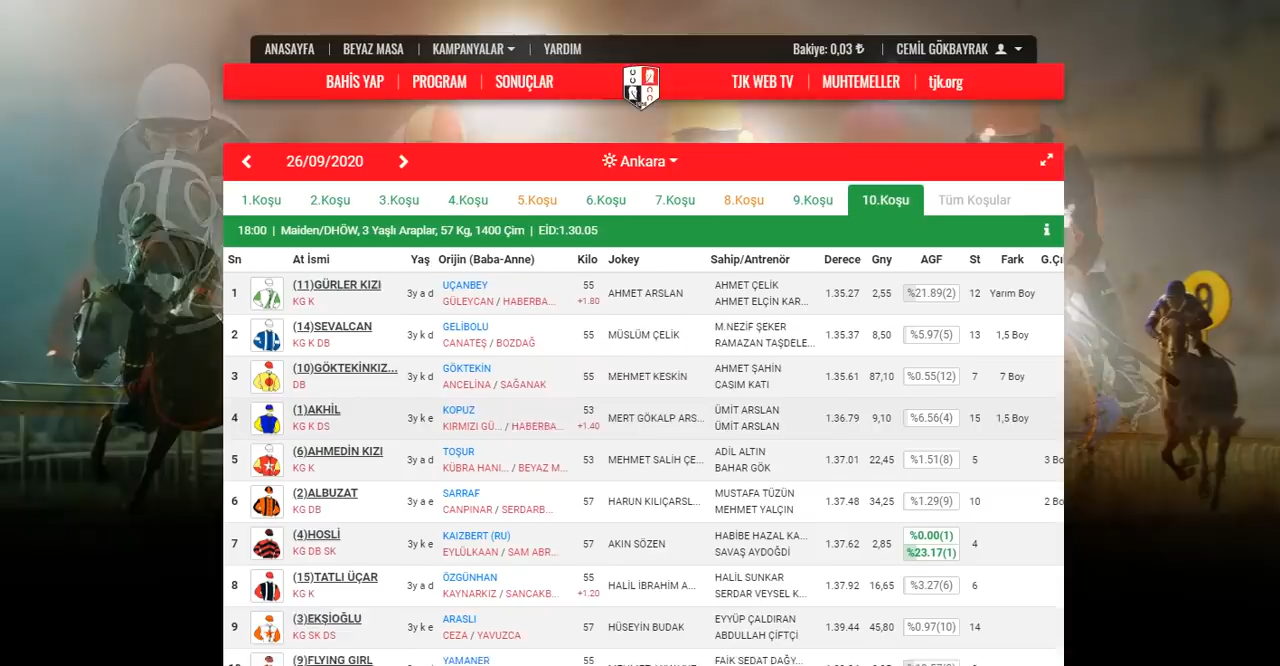 ANASAYFA | BEYAZ MASA | KAMPANYALAR | YARDIM Bakiye: 0,03 ₺ | CEMİL GÖKBAYRAK
BAHİS YAP | PROGRAM | SONUÇLAR TJK WEB TV | MUHTEMELLER | tjk.org
26/09/2020 Ankara
1.Koşu 2.Koşu 3.Koşu 4.Koşu 5.Koşu 6.Koşu 7.Koşu 8.Koşu 9.Koşu 10.Koşu Tüm Koşular
18:00 | Maiden/DHÖW, 3 Yaşlı Araplar, 57 Kg, 1400 Çim | EİD:1.30.05
Sn At İsmi Yaş Orijin (Baba-Anne) Kilo Jokey Sahip/Antrenör Derece Gny AGF St Fark G.Çı
1 (11)GÜRLER KIZI KG K 3y a d UÇANBEY GÜLEYCAN / HABERBA... 55 +1.80 AHMET ARSLAN AHMET ÇELİK AHMET ELÇİN KAR... 1.35.27 2,55 %21.89(2) 12 Yarım Boy
2 (14)SEVALCAN KG K DB 3y k d GELİBOLU CANATEŞ / BOZDAĞ 55 MÜSLÜM ÇELİK M.NEZİF ŞEKER RAMAZAN TAŞDELE... 1.35.37 8,50 %5.97(5) 13 1,5 Boy
3 (10)GÖKTEKİNKIZ... DB 3y k d GÖKTEKİN ANCELİNA / SAĞANAK 55 MEHMET KESKİN AHMET ŞAHİN CASIM KATI 1.35.61 87,10 %0.55(12) 7 7 Boy
4 (1)AKHİL KG K DS 3y k e KOPUZ KIRMIZI GÜ... / HABERBA... 53 +1.40 MERT GÖKALP ARS... ÜMİT ARSLAN ÜMİT ARSLAN 1.36.79 9,10 %6.56(4) 15 1,5 Boy
5 (6)AHMEDİN KIZI KG K 3y a d TOŞUR KÜBRA HANI... / BEYAZ M... 53 MEHMET SALİH ÇE... ADİL ALTIN BAHAR GÖK 1.37.01 22,45 %1.51(8) 5 3 Bo
6 (2)ALBUZAT KG DB 3y a e SARRAF CANPINAR / SERDARB... 57 HARUN KILIÇARSL... MUSTAFA TÜZÜN MEHMET YALÇIN 1.37.48 34,25 %1.29(9) 10 2 Bo
7 (4)HOSLİ KG DB SK 3y k e KAIZBERT (RU) EYLÜLKAAN / SAM ABR... 57 AKIN SÖZEN HABİBE HAZAL KA... SAVAŞ AYDOĞDİ 1.37.62 2,85 %0.00(1) %23.17(1) 4
8 (15)TATLI ÜÇAR KG K 3y a d ÖZGÜNHAN KAYNARKIZ / SANCAKB... 55 +1.20 HALİL İBRAHİM A... HALİL SUNKAR SERDAR VEYSEL K... 1.37.92 16,65 %3.27(6) 6
9 (3)EKŞİOĞLU KG SK DS 3y k e ARASLI CEZA / YAVUZCA 57 HÜSEYİN BUDAK EYYÜP ÇALDIRAN ABDULLAH ÇİFTÇİ 1.39.44 45,80 %0.97(10) 14
(9)FLYING GIRL YAMANER 55 FAİK SEDAT DAĞY...